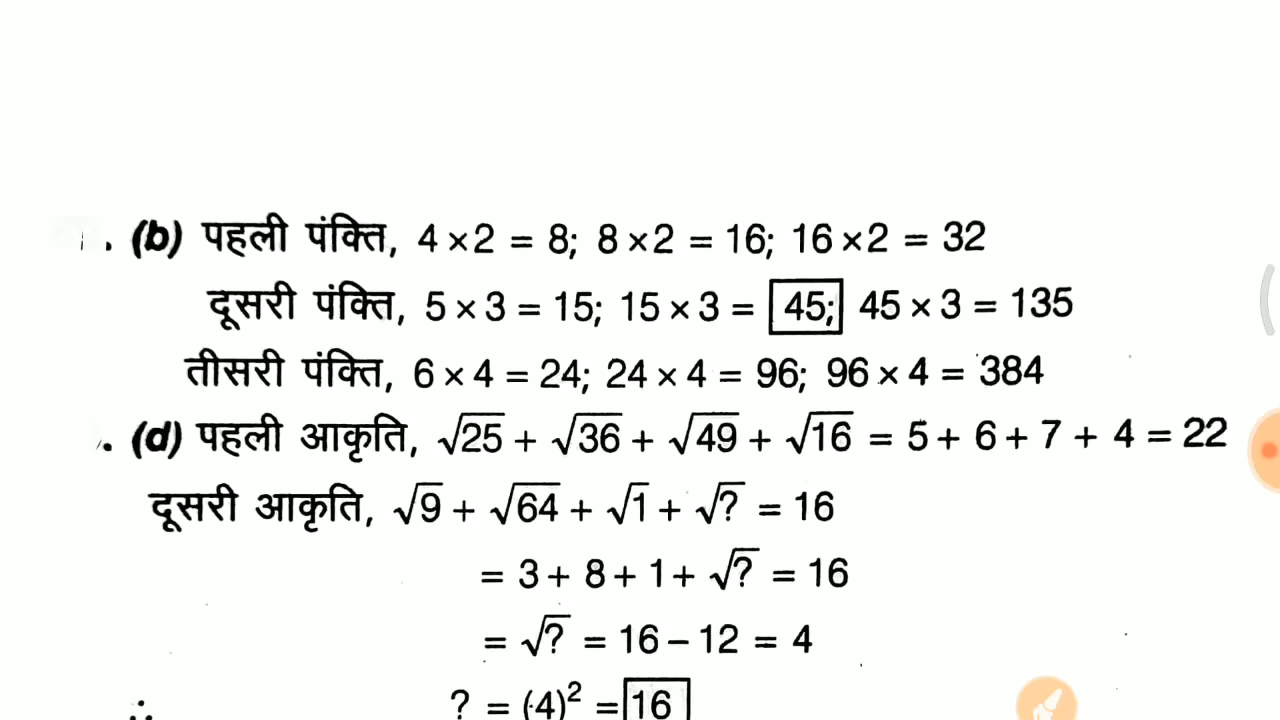 . (b) पहली पंक्ति, 4 × 2 = 8; 8 × 2 = 16; 16 × 2 = 32
दूसरी पंक्ति, 5 × 3 = 15; 15 × 3 = 45; 45 × 3 = 135
तीसरी पंक्ति, 6 × 4 = 24; 24 × 4 = 96; 96 × 4 = 384
. (d) पहली आकृति, √25 + √36 + √49 + √16 = 5 + 6 + 7 + 4 = 22
दूसरी आकृति, √9 + √64 + √1 + √? = 16
= 3 + 8 + 1 + √? = 16
= √? = 16 – 12 = 4
∴ ? = (4)² = 16